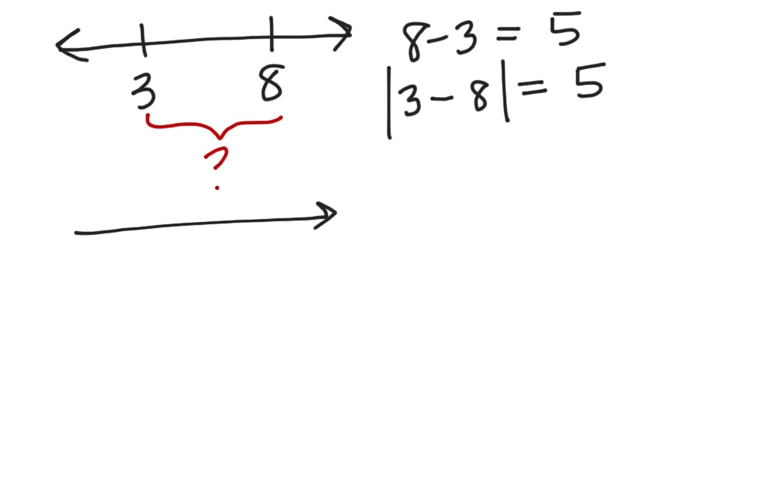 8-3 = 5
|3-8| = 5
3 8
?